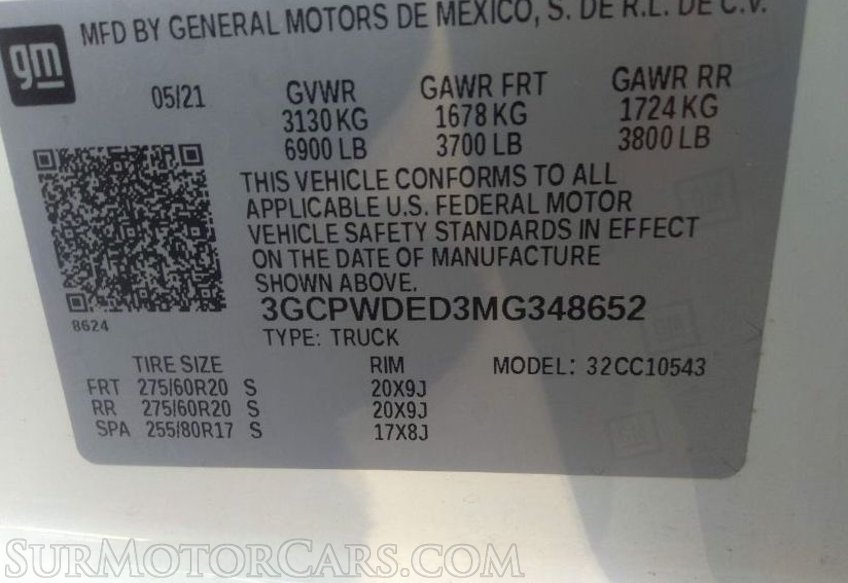 gm
MFD BY GENERAL MOTORS DE MEXICO, S. DE R.L. DE C.V.
05/21 GVWR GAWR FRT GAWR RR
3130 KG 1678 KG 1724 KG
6900 LB 3700 LB 3800 LB
THIS VEHICLE CONFORMS TO ALL
APPLICABLE U.S. FEDERAL MOTOR
VEHICLE SAFETY STANDARDS IN EFFECT
ON THE DATE OF MANUFACTURE
SHOWN ABOVE.
3GCPWDED3MG348652
8624
TYPE: TRUCK
TIRE SIZE RIM MODEL: 32CC10543
FRT 275/60R20 S 20X9J
RR 275/60R20 S 20X9J
SPA 255/80R17 S 17X8J
SURMOTORCARS.COM